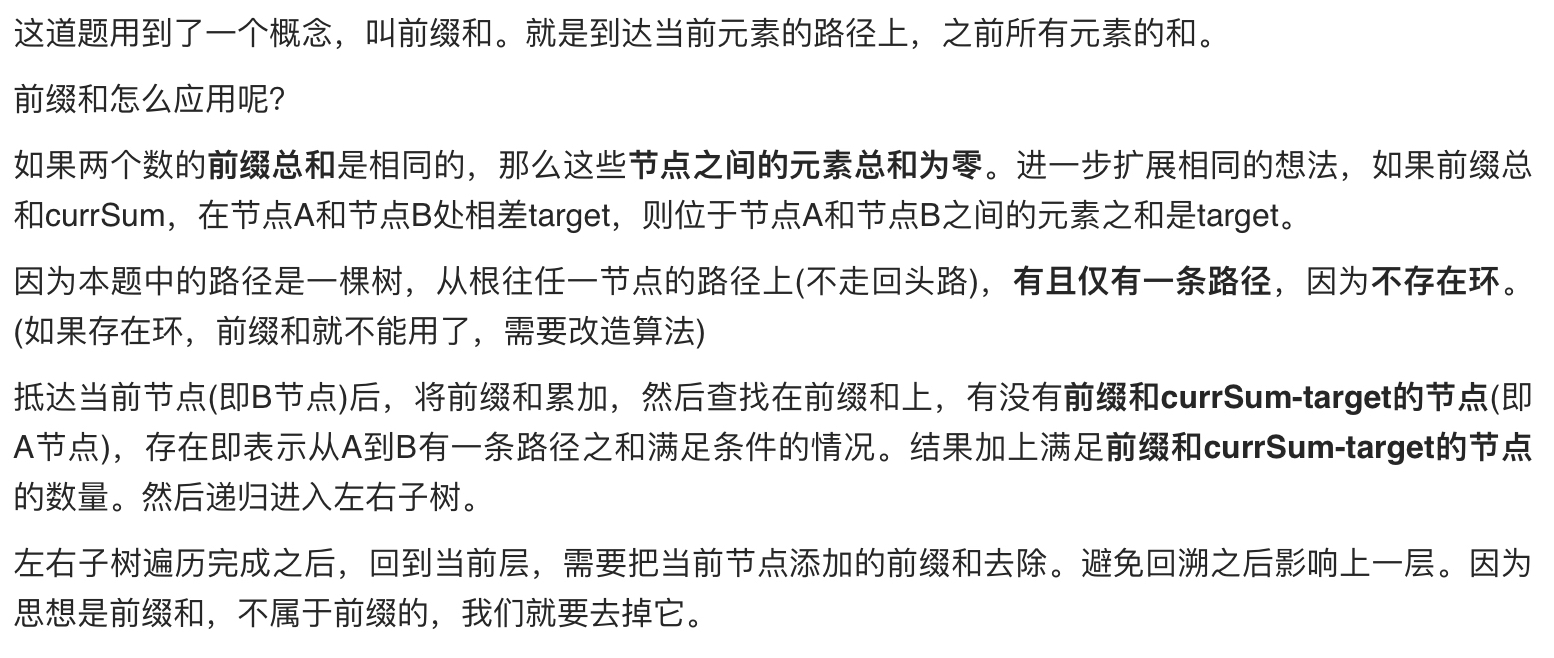 这道题用到了一个概念，叫前缀和。就是到达当前元素的路径上，之前所有元素的和。
前缀和怎么应用呢？
如果两个数的前缀总和是相同的，那么这些节点之间的元素总和为零。进一步扩展相同的想法，如果前缀总
和currSum，在节点A和节点B处相差target，则位于节点A和节点B之间的元素之和是target。
因为本题中的路径是一棵树，从根往任一节点的路径上(不走回头路)，有且仅有一条路径，因为不存在环。
(如果存在环，前缀和就不能用了，需要改造算法)
抵达当前节点(即B节点)后，将前缀和累加，然后查找在前缀和上，有没有前缀和currSum-target的节点(即
A节点)，存在即表示从A到B有一条路径之和满足条件的情况。结果加上满足前缀和currSum-target的节点
的数量。然后递归进入左右子树。
左右子树遍历完成之后，回到当前层，需要把当前节点添加的前缀和去除。避免回溯之后影响上一层。因为
思想是前缀和，不属于前缀的，我们就要去掉它。